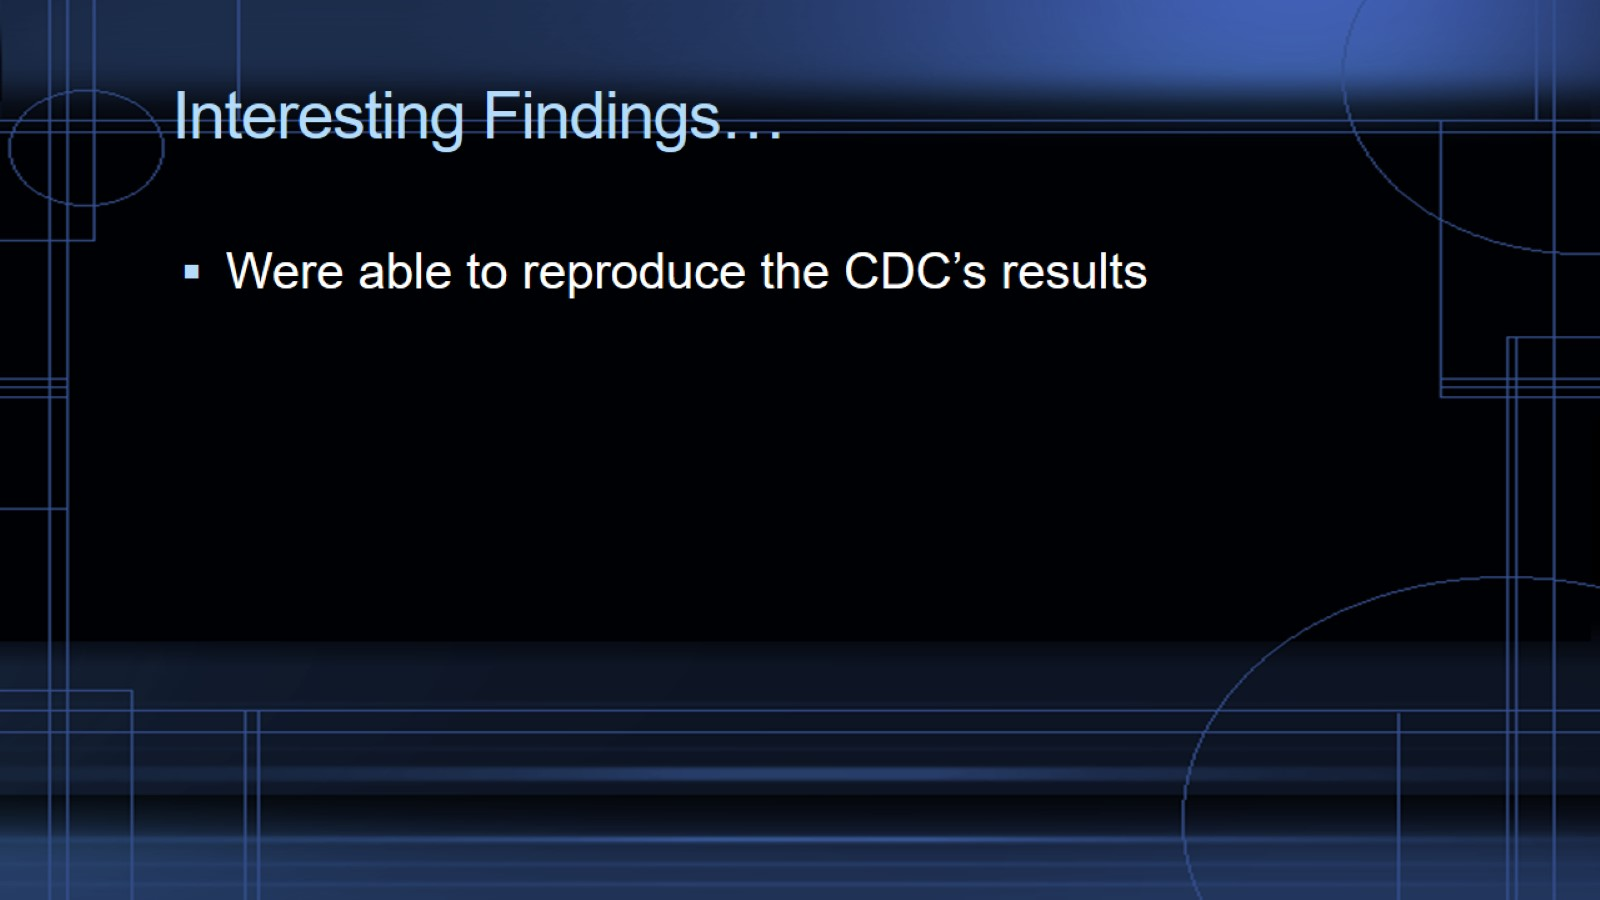 Interesting Findings…
▪ Were able to reproduce the CDC’s results